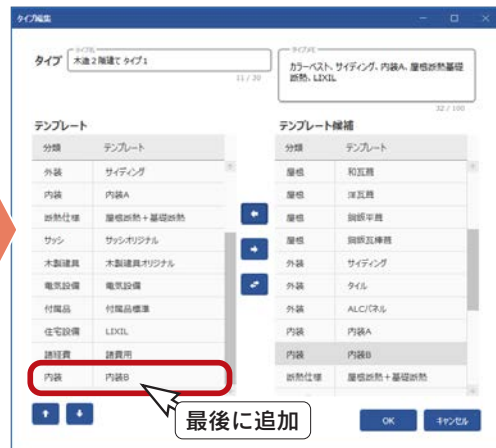 タイプ編集
タイプ
タイプ名
木造2階建て タイプ1
11 / 20
タイプメモ
カラーベスト、サイディング、内装A、屋根断熱基礎
断熱、LIXIL
32 / 100
テンプレート
分類 テンプレート
外装 サイディング
内装 内装A
断熱仕様 屋根断熱+基礎断熱
サッシ サッシオリジナル
木製建具 木製建具オリジナル
電気設備 電気設備
付属品 付属品標準
住宅設備 LIXIL
諸経費 諸費用
内装 内装B
最後に追加
テンプレート候補
分類 テンプレート
屋根 和瓦葺
屋根 洋瓦葺
屋根 銅板平葺
屋根 銅板瓦棒葺
外装 サイディング
外装 タイル
外装 ALCパネル
内装 内装A
内装 内装B
断熱仕様 屋根断熱+基礎断熱
OK キャンセル